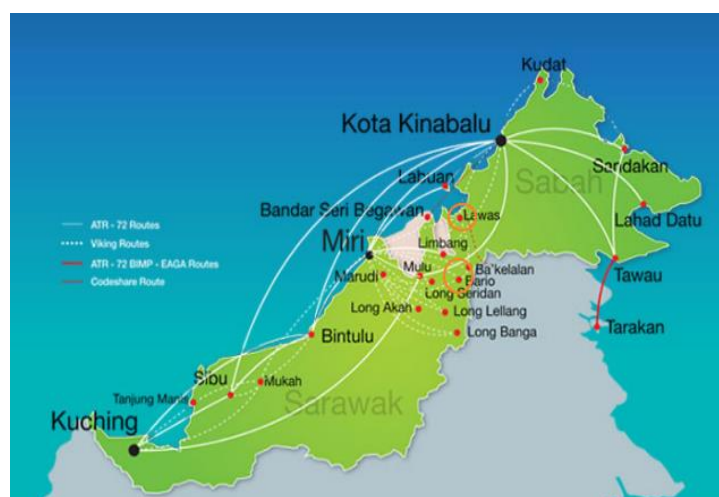 Kudat
Kota Kinabalu
Sandakan
Labuan
Sabah
Lawas
Bandar Seri Begawan
Lahad Datu
ATR - 72 Routes
Viking Routes
ATR - 72 BIMP - EAGA Routes
Codeshare Route
Miri
Limbang
Tawau
Marudi
Mulu
Ba'kelalan
Bario
Long Seridan
Long Akah
Long Lellang
Tarakan
Bintulu
Long Banga
Sibu
Mukah
Tanjung Manis
Sarawak
Kuching